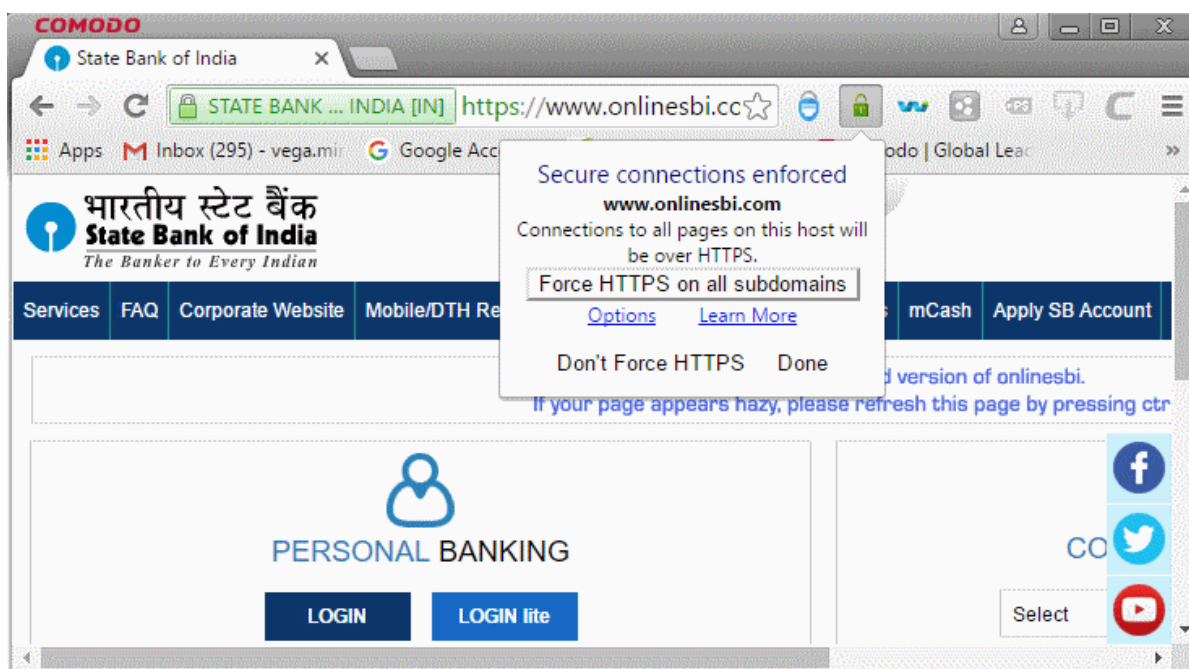 COMODO
State Bank of India
STATE BANK ... INDIA [IN] https://www.onlinesbi.cc
Apps Inbox (295) - vega.mir Google Acc odo | Global Leac
Secure connections enforced
www.onlinesbi.com
Connections to all pages on this host will
be over HTTPS.
Force HTTPS on all subdomains
Options Learn More
Don't Force HTTPS Done
भारतीय स्टेट बैंक
State Bank of India
The Banker to Every Indian
Services FAQ Corporate Website Mobile/DTH Re s mCash Apply SB Account
d version of onlinesbi.
If your page appears hazy, please refresh this page by pressing ctr
PERSONAL BANKING
CO
LOGIN LOGIN lite
Select